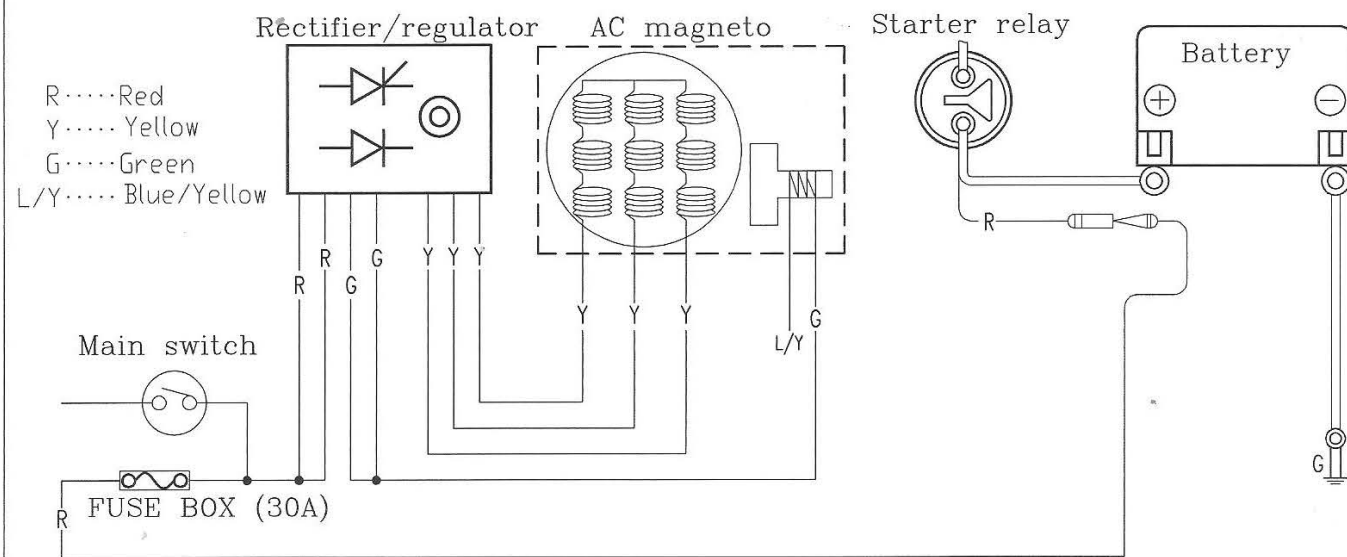 Rectifier/regulator
AC magneto
Starter relay
Battery
R·····Red
Y·····Yellow
G·····Green
L/Y·····Blue/Yellow
+
−
R
R
R
G
G
Y
Y
Y
Y
Y
Y
L/Y
G
Main switch
FUSE BOX (30A)
R
G